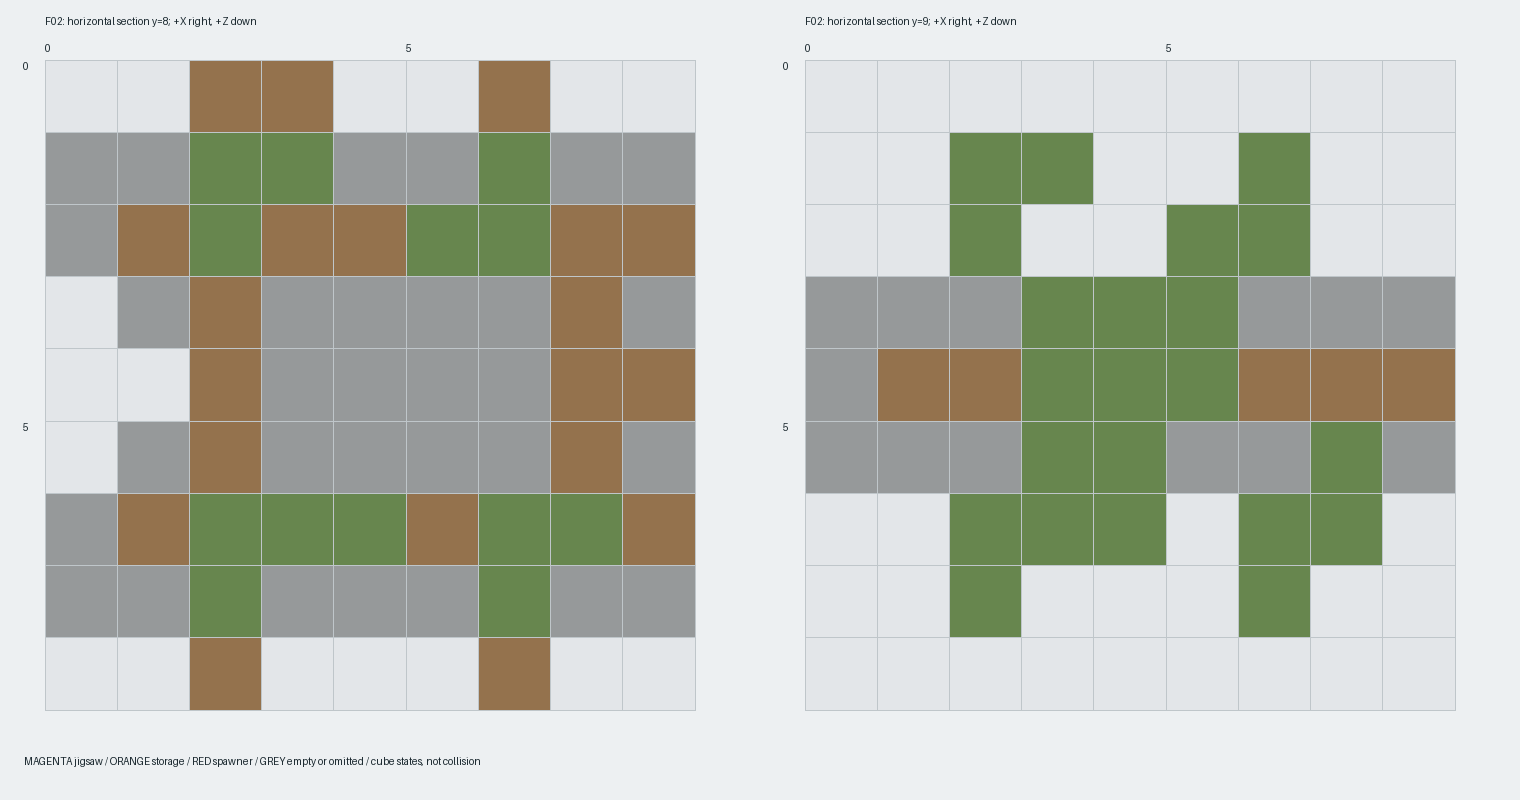 F02: horizontal section y=8; +X right, +Z down
F02: horizontal section y=9; +X right, +Z down
0 5
0 5
0
0
5
5
MAGENTA jigsaw / ORANGE storage / RED spawner / GREY empty or omitted / cube states, not collision